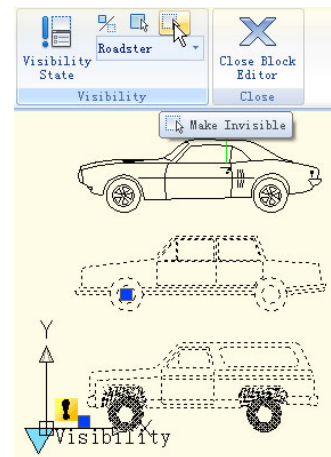 Roadster
Visibility
State
Close Block
Editor
Visibility
Close
Make Invisible
Y
X
Visibility